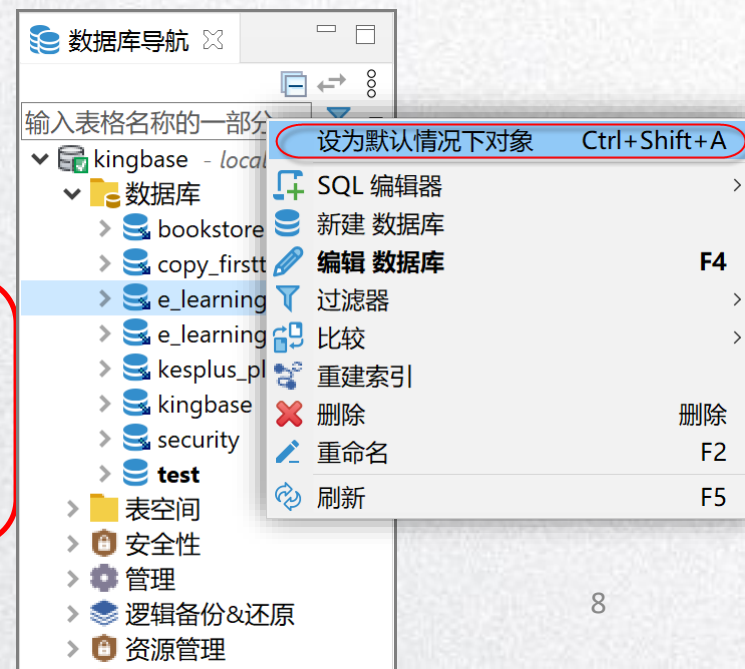 数据库导航
输入表格名称的一部分
kingbase - local
数据库
bookstore
copy_firstt
e_learning
e_learning
kesplus_pl
kingbase
security
test
表空间
安全性
管理
逻辑备份&还原
资源管理
设为默认情况下对象 Ctrl+Shift+A
SQL 编辑器
新建 数据库
编辑 数据库 F4
过滤器
比较
重建索引
删除 删除
重命名 F2
刷新 F5
8